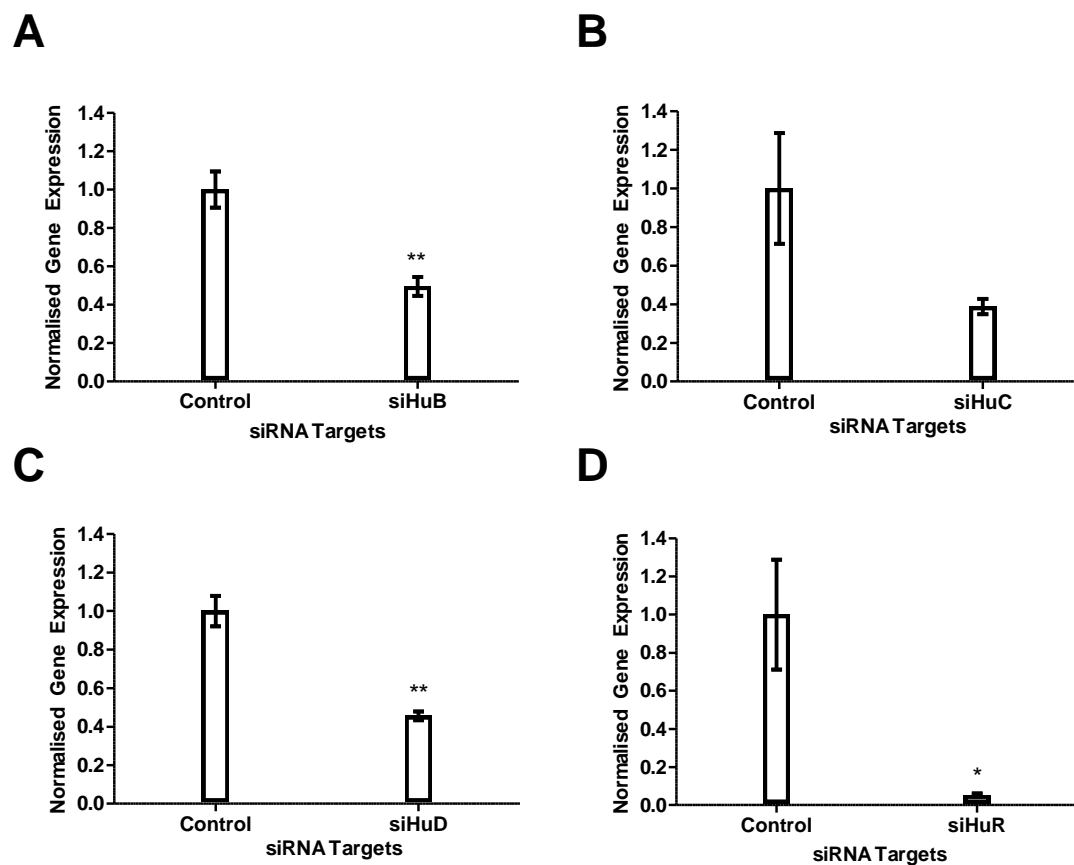 A
Normalised Gene Expression
1.4
1.2
1.0
0.8
0.6
0.4
0.2
0.0
**
Control
siHuB
siRNA Targets
B
Normalised Gene Expression
1.4
1.2
1.0
0.8
0.6
0.4
0.2
0.0
Control
siHuC
siRNA Targets
C
Normalised Gene Expression
1.4
1.2
1.0
0.8
0.6
0.4
0.2
0.0
**
Control
siHuD
siRNA Targets
D
Normalised Gene Expression
1.4
1.2
1.0
0.8
0.6
0.4
0.2
0.0
*
Control
siHuR
siRNA Targets